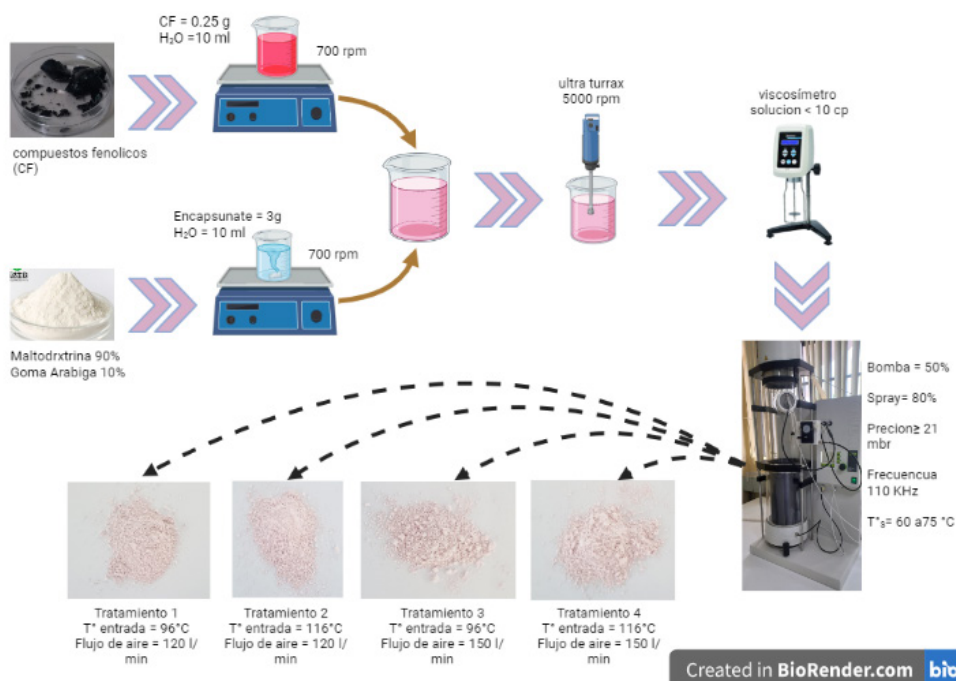 CF = 0.25 g
H₂O =10 ml
700 rpm
compuestos fenolicos
(CF)
Encapsunate = 3g
H₂O = 10 ml
700 rpm
Maltodrxtrina 90%
Goma Arabiga 10%
ultra turrax
5000 rpm
viscosímetro
solucion < 10 cp
Bomba = 50%
Spray= 80%
Precion≥ 21
mbr
Frecuencua
110 KHz
T°s= 60 a75 °C
Tratamiento 1
T° entrada = 96°C
Flujo de aire = 120 l/
min
Tratamiento 2
T° entrada = 116°C
Flujo de aire = 120 l/
min
Tratamiento 3
T° entrada = 96°C
Flujo de aire = 150 l/
min
Tratamiento 4
T° entrada = 116°C
Flujo de aire = 150 l/
min
Created in BioRender.com bio